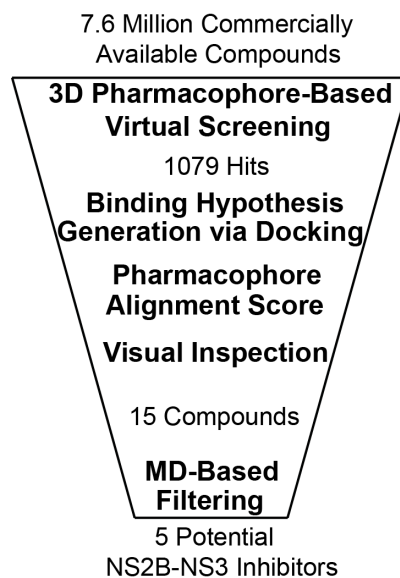 7.6 Million Commercially
Available Compounds
3D Pharmacophore-Based
Virtual Screening
1079 Hits
Binding Hypothesis
Generation via Docking
Pharmacophore
Alignment Score
Visual Inspection
15 Compounds
MD-Based
Filtering
5 Potential
NS2B-NS3 Inhibitors